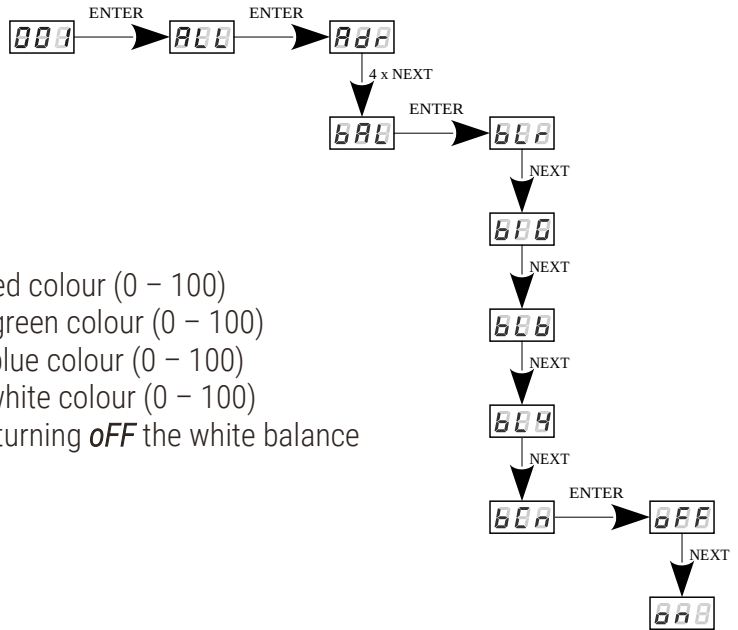 ENTER ENTER
001 ALL Adr
4 x NEXT
ENTER
bAL bLr
NEXT
bLG
NEXT
ed colour (0 – 100)
green colour (0 – 100)
bLb
lue colour (0 – 100)
NEXT
white colour (0 – 100)
bLY
turning oFF the white balance
NEXT
ENTER
bCn oFF
NEXT
on